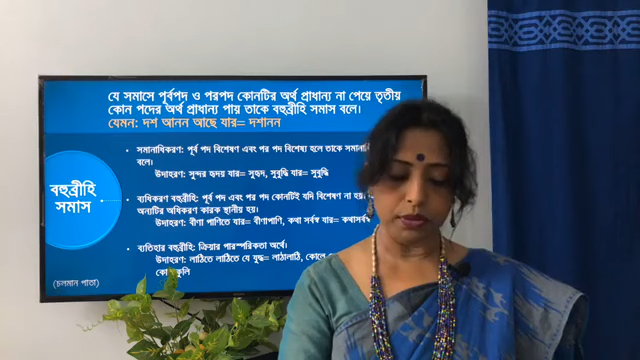 যে সমাসে পূর্বপদ ও পরপদ কোনটির অর্থ প্রাধান্য না পেয়ে তৃতীয়
কোন পদের অর্থ প্রাধান্য পায় তাকে বহুব্রীহি সমাস বলে।
যেমন: দশ আনন আছে যার= দশানন
বহুব্রীহি
সমাস
• সমানাধিকরণ: পূর্ব পদ বিশেষণ এবং পর পদ বিশেষ্য হলে তাকে
বলে।
উদাহরণ: সুন্দর হৃদয় যার= সুহৃদ, সুবুদ্ধি যার= সুবুদ্ধি
• ব্যধিকরণ বহুব্রীহি: পূর্ব পদ এবং পর পদ কোনটিই যদি বিশেষণ না হয়।
অন্যটির অধিকরণ কারক স্থানীয় হয়।
উদাহরণ: বীণা পাণিতে যার= বীণাপাণি, কথা সর্বস্ব যার= কথাসর্বস্ব
• ব্যতিহার বহুব্রীহি: ক্রিয়ার পারস্পরিকতা অর্থে।
উদাহরণ: লাঠিতে লাঠিতে যে যুদ্ধ= লাঠালাঠি, কোলে
(চলমান পাতা)